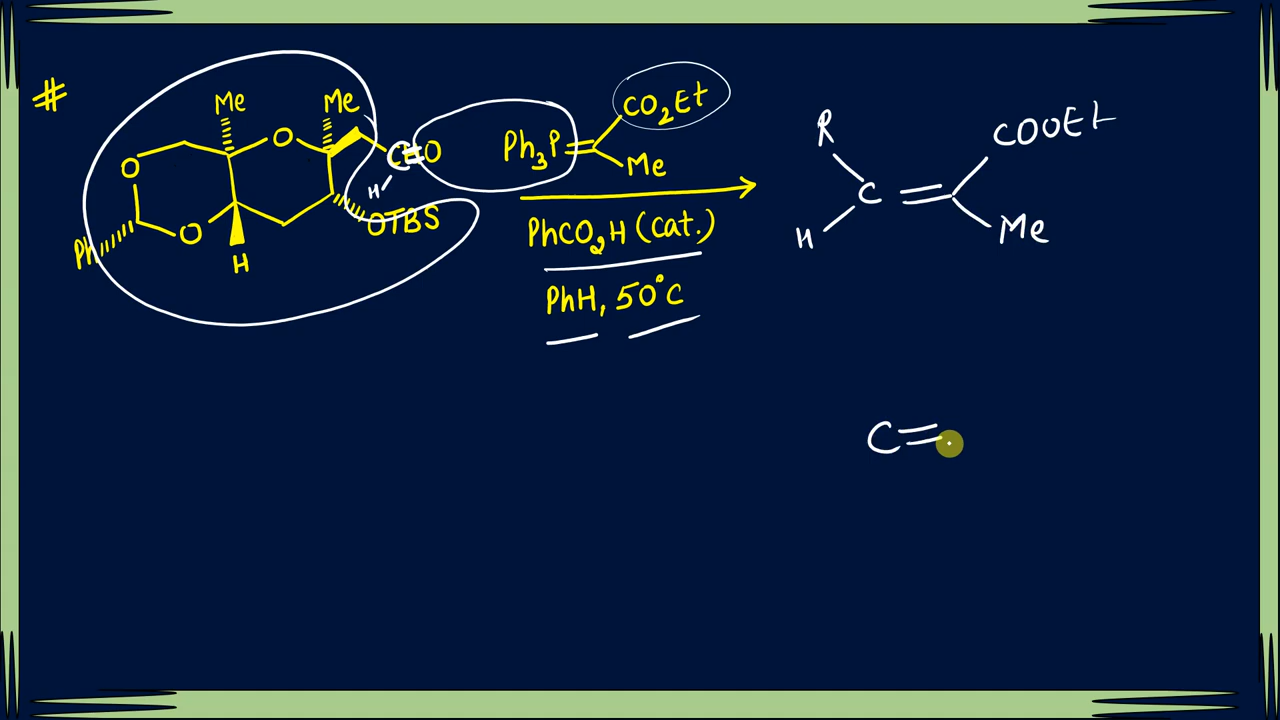 #
Me
Me
O
O
O
Ph
H
C=O
H
OTBS
Ph₃P=
CO₂Et
Me
PhCO₂H (Cat.)
PhH, 50°C
R
COOEt
C=
H
Me
C=